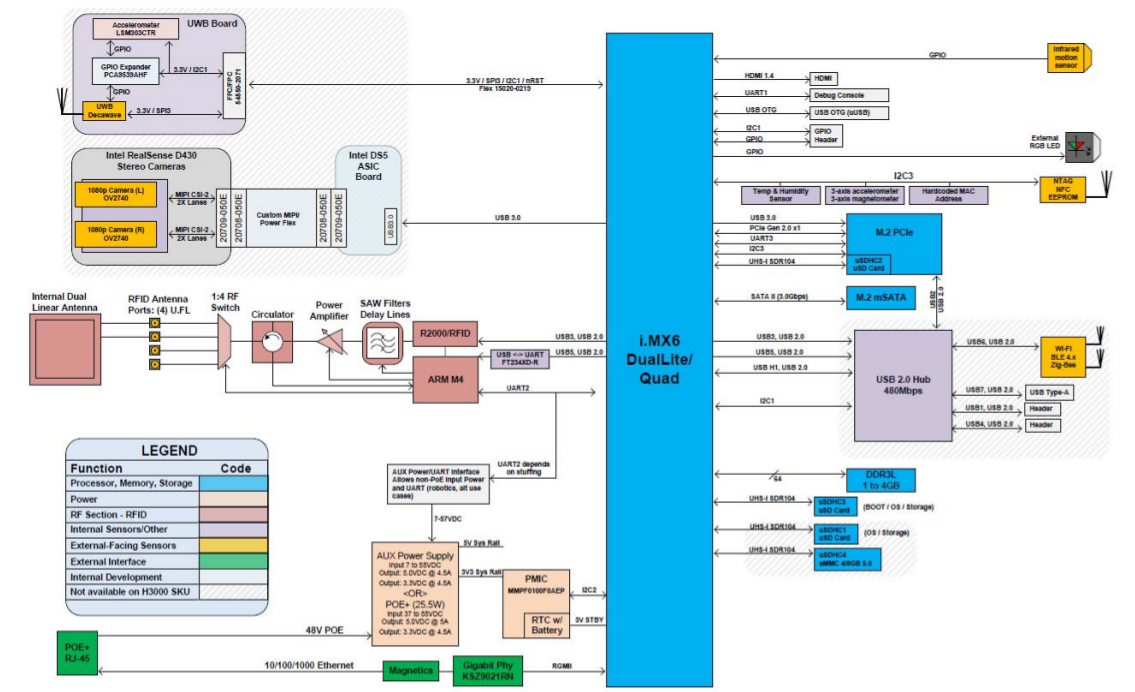 UWB Board
Accelerometer
LSM303CTR
GPIO
GPIO Expander
PCA9539AHF
3.3V / I2C1
GPIO
UWB
Decawave
3.3V / SPI3
FFC/FPC
54550-2071
3.3V / SPI3 / I2C1 / nRST
Flex 15020-0219
Intel RealSense D430
Stereo Cameras
1080p Camera (L)
OV2740
MIPI CSI-2
2X Lanes
1080p Camera (R)
OV2740
MIPI CSI-2
2X Lanes
20709-050E
20708-050E
Custom MIPI/
Power Flex
20708-050E
20709-050E
Intel DS5
ASIC
Board
USB3.0
USB 3.0
Internal Dual
Linear Antenna
RFID Antenna
Ports: (4) U.FL
1:4 RF
Switch
Circulator
Power
Amplifier
SAW Filters
Delay Lines
R2000/RFID
ARM M4
USB <-> UART
FT234XD-R
USB3, USB 2.0
USB5, USB 2.0
UART2
UART2 depends
on stuffing
AUX Power/UART Interface
Allows non-PoE Input Power
and UART (robotics, all use
cases)
7-57VDC
AUX Power Supply
Input 7 to 55VDC
Output: 5.0VDC @ 4.5A
Output: 3.3VDC @ 4.5A
<OR>
POE+ (25.5W)
Input 37 to 55VDC
Output: 5.0VDC @ 5A
Output: 3.3VDC @ 4.5A
5V Sys Rail
3V3 Sys Rail
PMIC
MMPF0100F0AEP
RTC w/
Battery
I2C2
3V STBY
48V POE
POE+
RJ-45
10/100/1000 Ethernet
Magnetics
Gigabit Phy
KSZ9021RN
RGMII
LEGEND
Function Code
Processor, Memory, Storage
Power
RF Section - RFID
Internal Sensors/Other
External-Facing Sensors
External Interface
Internal Development
Not available on H3000 SKU
i.MX6
DualLite/
Quad
GPIO
Infrared
motion
sensor
HDMI 1.4
HDMI
UART1
Debug Console
USB OTG
USB OTG (uUSB)
I2C1
GPIO
GPIO
Header
GPIO
External
RGB LED
I2C3
Temp & Humidity
Sensor
3-axis accelerometer
3-axis magnetometer
Hardcoded MAC
Address
NTAG
NFC
EEPROM
USB 3.0
PCIe Gen 2.0 x1
UART3
I2C3
UHS-I SDR104
M.2 PCIe
uSDHC2
uSD Card
SATA II (3.0Gbps)
M.2 mSATA
USB2
USB 2.0
USB3, USB 2.0
USB5, USB 2.0
USB H1, USB 2.0
I2C1
USB 2.0 Hub
480Mbps
USB6, USB 2.0
WI-FI
BLE 4.x
Zig-Bee
USB7, USB 2.0
USB Type-A
USB1, USB 2.0
Header
USB4, USB 2.0
Header
64
DDR3L
1 to 4GB
UHS-I SDR104
uSDHC3
uSD Card
(BOOT / OS / Storage)
UHS-I SDR104
uSDHC1
uSD Card
(OS / Storage)
UHS-I SDR104
uSDHC4
eMMC 4/8GB 5.0